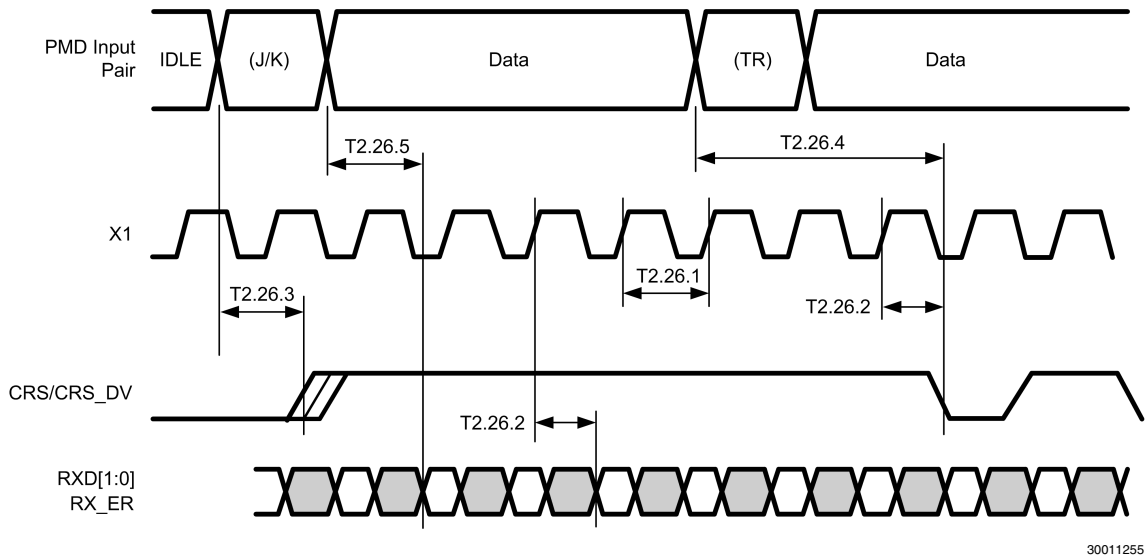 PMD Input
Pair
IDLE
(J/K)
Data
(TR)
Data
T2.26.5
T2.26.4
X1
T2.26.3
T2.26.1
T2.26.2
CRS/CRS_DV
T2.26.2
RXD[1:0]
RX_ER
30011255